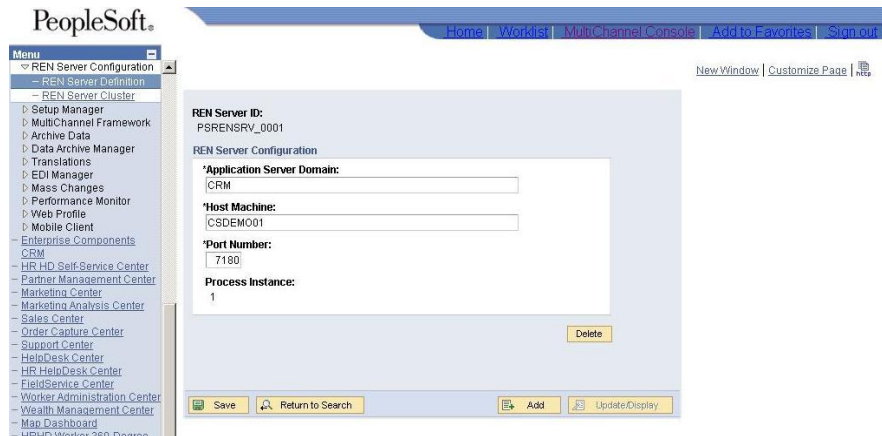 PeopleSoft.
Home | Worklist | MultiChannel Console | Add to Favorites | Sign out
Menu
REN Server Configuration
– REN Server Definition
– REN Server Cluster
Setup Manager
MultiChannel Framework
Archive Data
Data Archive Manager
Translations
EDI Manager
Mass Changes
Performance Monitor
Web Profile
Mobile Client
– Enterprise Components
CRM
– HR HD Self-Service Center
– Partner Management Center
– Marketing Center
– Marketing Analysis Center
– Sales Center
– Order Capture Center
– Support Center
– HelpDesk Center
– HR HelpDesk Center
– FieldService Center
– Worker Administration Center
– Wealth Management Center
– Map Dashboard
– HRHD Worker 360-Degree
New Window | Customize Page | http
REN Server ID:
PSRENSRV_0001
REN Server Configuration
*Application Server Domain:
CRM
*Host Machine:
CSDEMO01
*Port Number:
7180
Process Instance:
1
Delete
Save Return to Search Add Update/Display